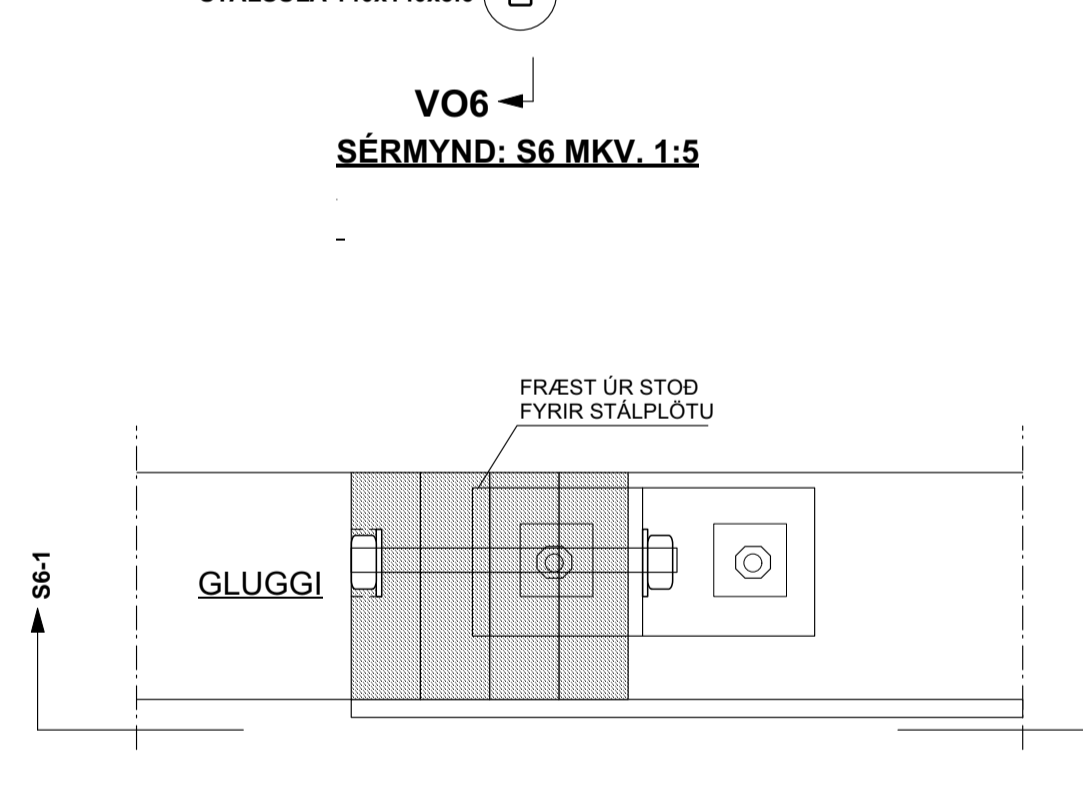 VO6
SÉRMYND: S6 MKV. 1:5
FRÆST ÚR STOÐ
FYRIR STÁLPLÖTU
S6-1
GLUGGI